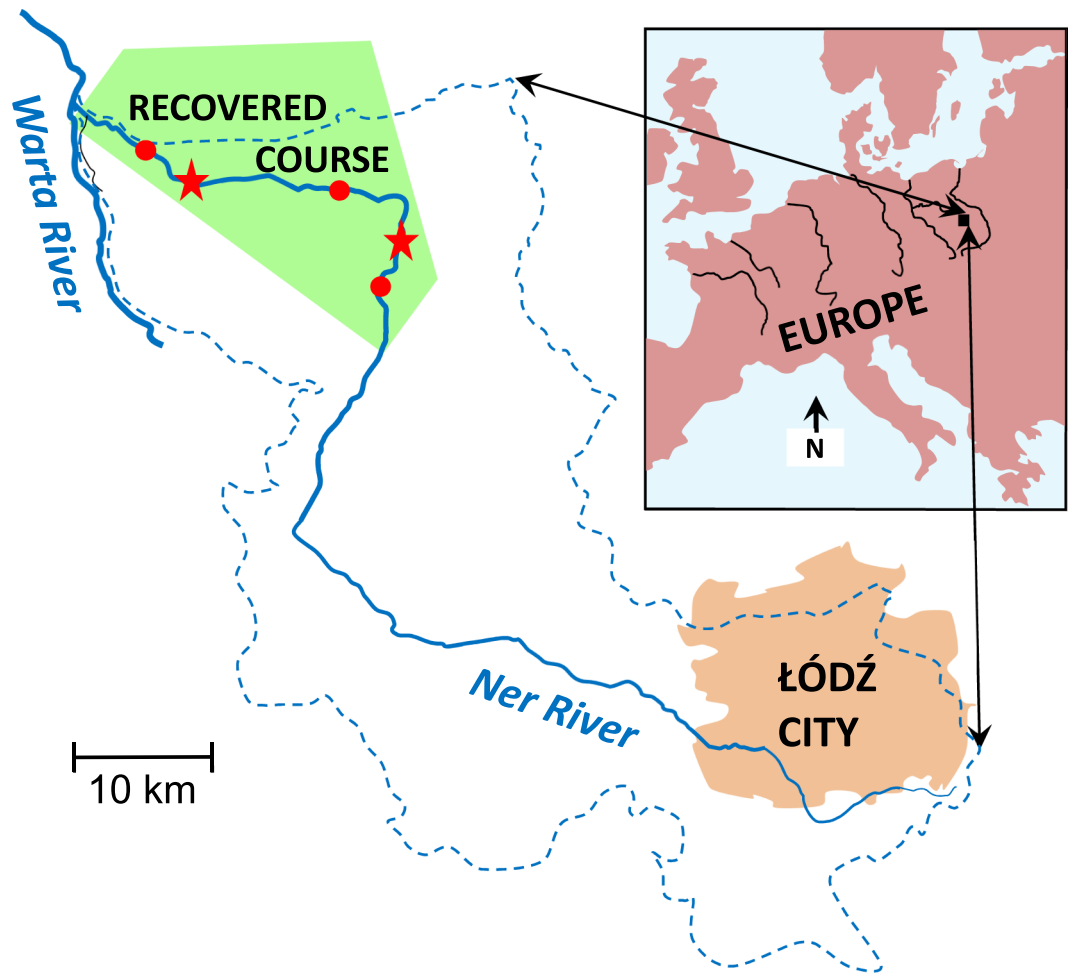 RECOVERED
COURSE
Warta River
EUROPE
N
ŁÓDŹ
CITY
Ner River
10 km